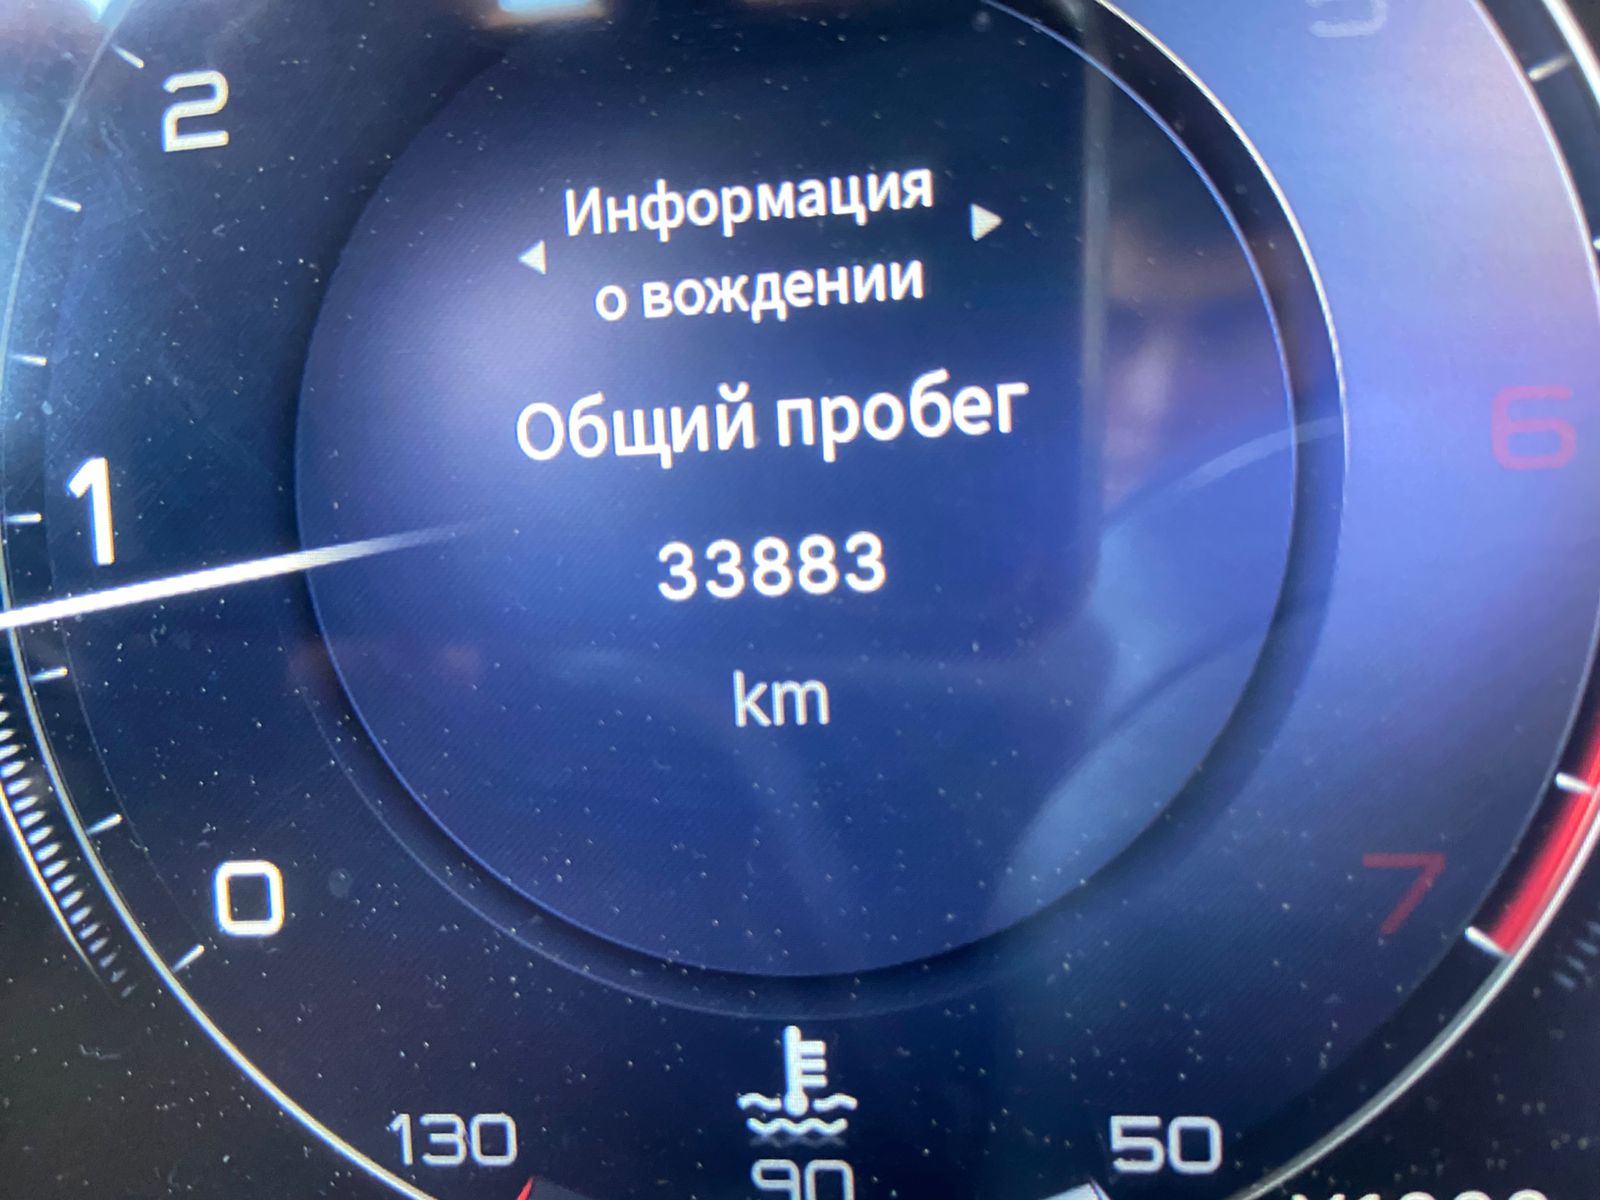 2
Информация
о вождении
Общий пробег
6
1
33883
km
7
0
130
50
90